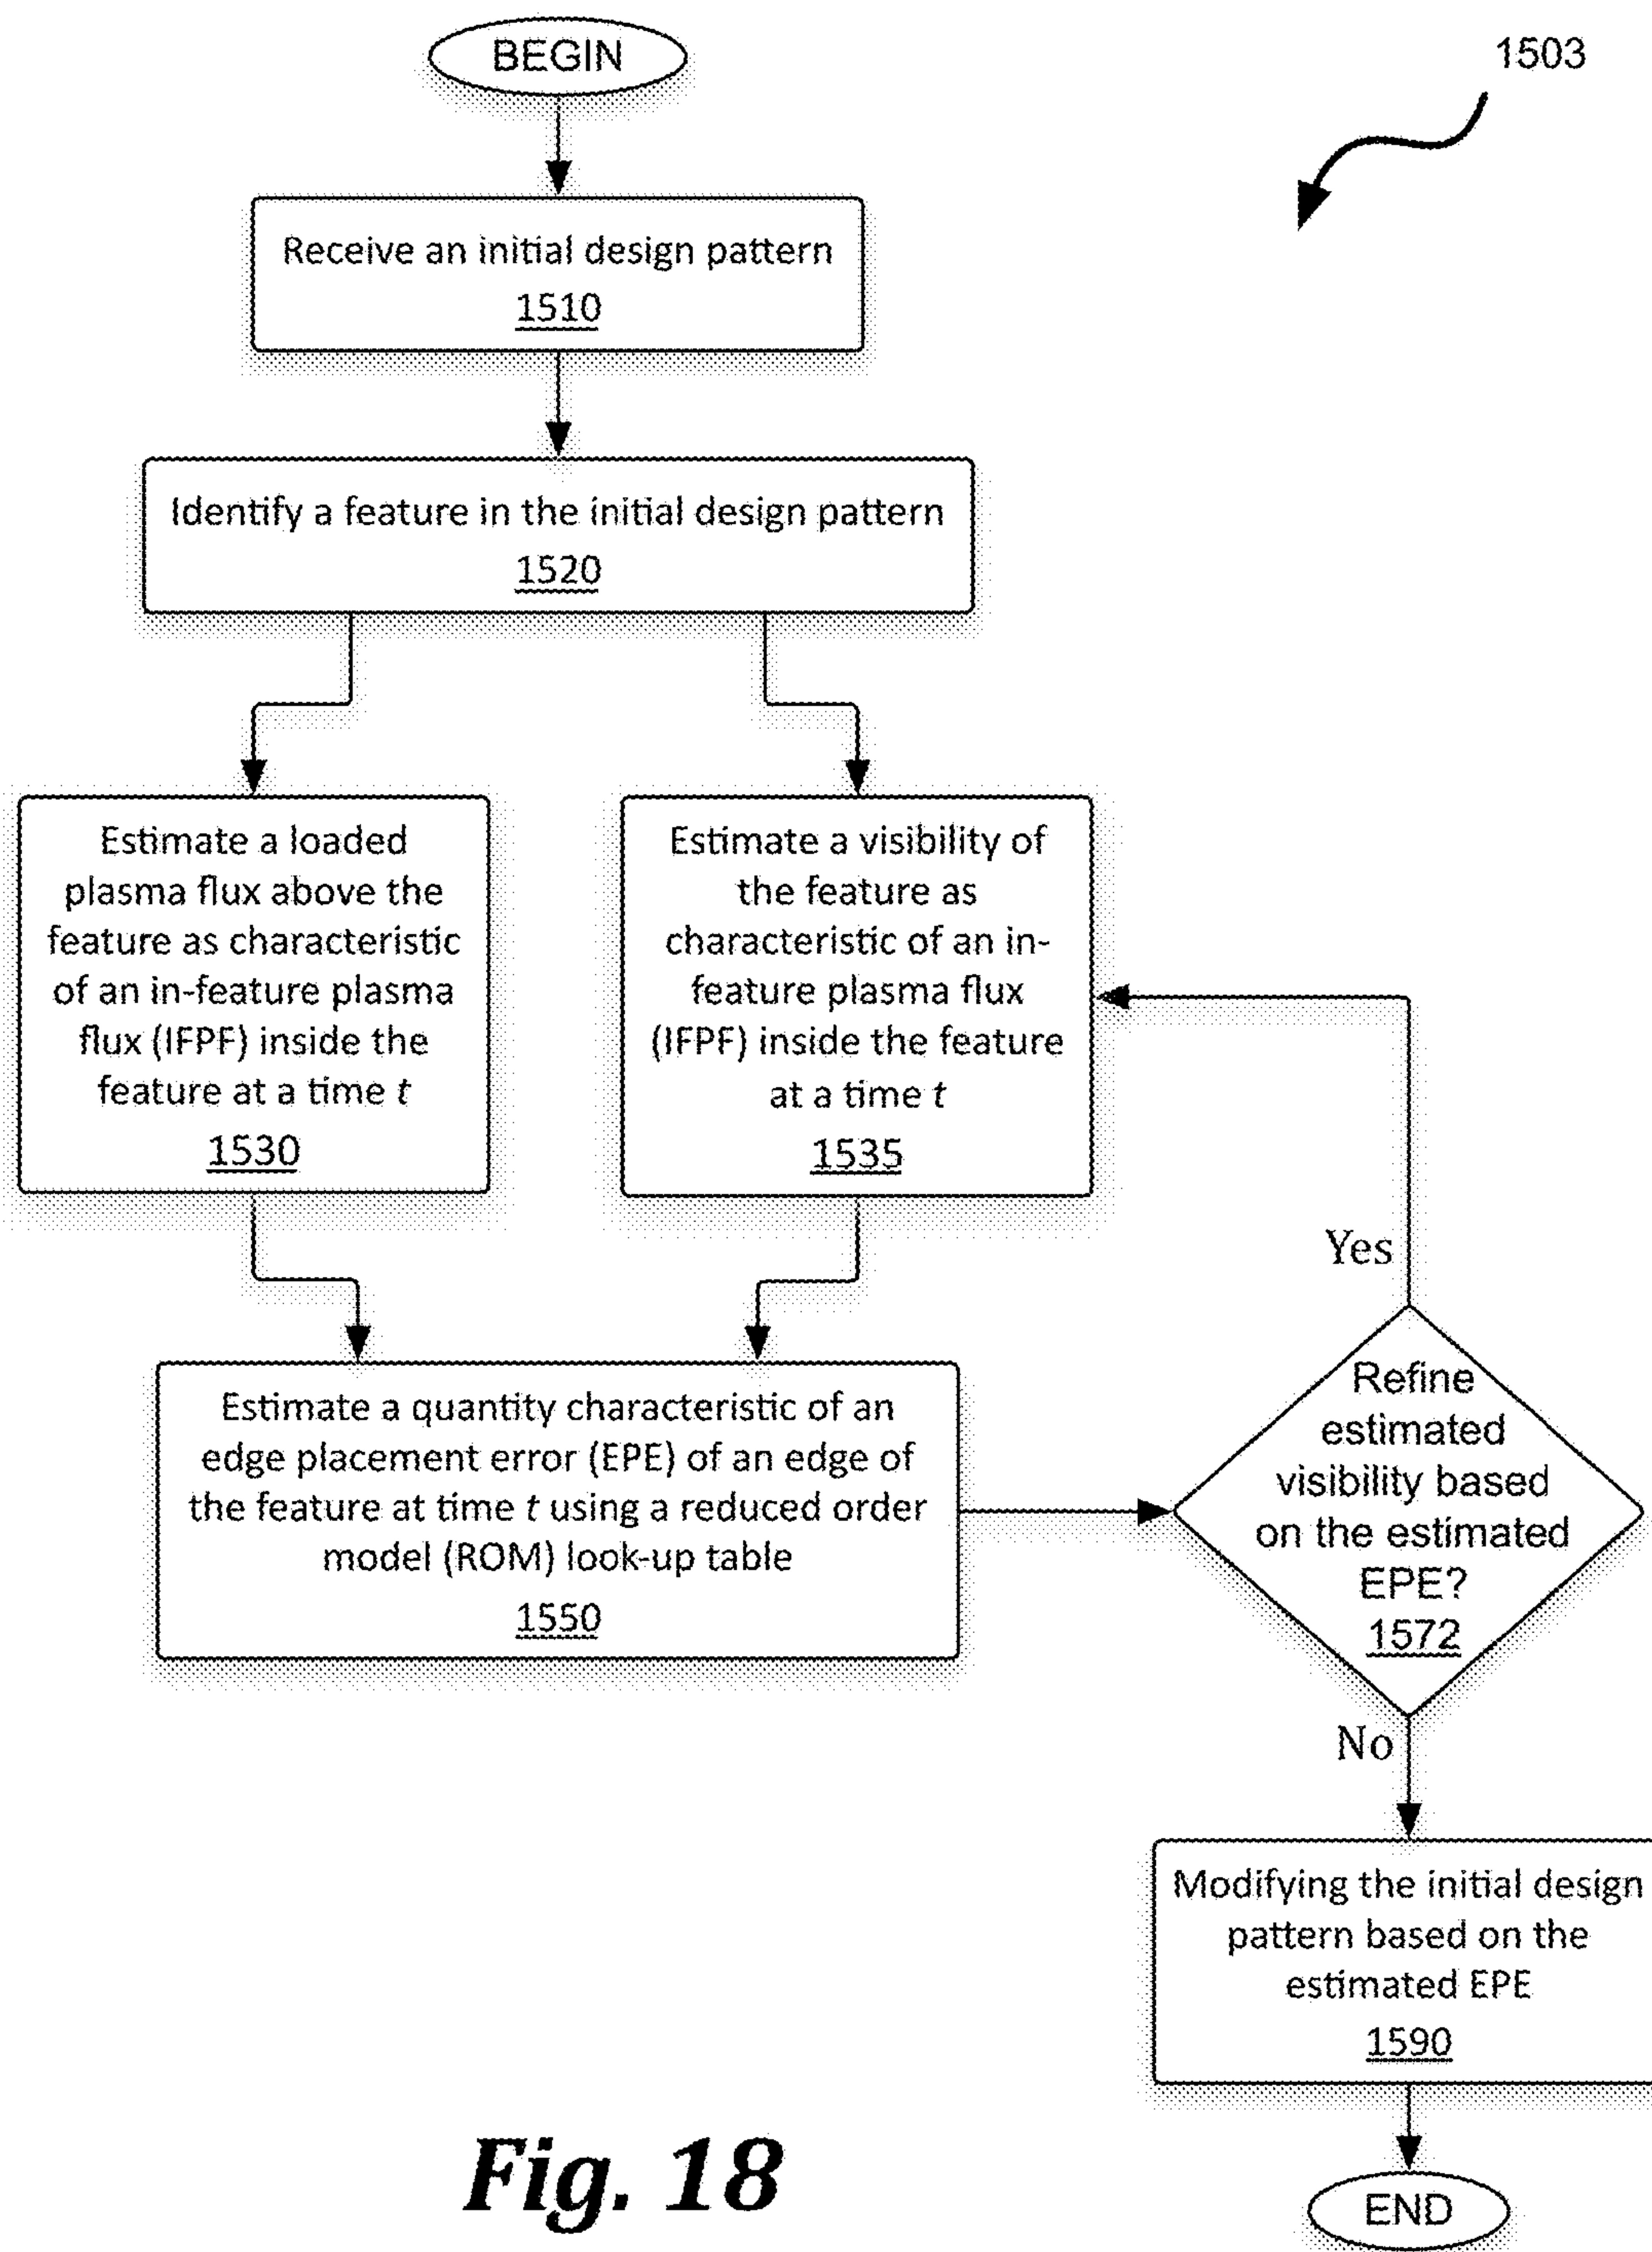 BEGIN
1503
Receive an initial design pattern
1510
Identify a feature in the initial design pattern
1520
Estimate a loaded
plasma flux above the
feature as characteristic
of an in-feature plasma
flux (IFPF) inside the
feature at a time t
1530
Estimate a visibility of
the feature as
characteristic of an in-
feature plasma flux
(IFPF) inside the feature
at a time t
1535
Yes
Estimate a quantity characteristic of an
edge placement error (EPE) of an edge of
the feature at time t using a reduced order
model (ROM) look-up table
1550
Refine
estimated
visibility based
on the estimated
EPE?
1572
No
Modifying the initial design
pattern based on the
estimated EPE
1590
END
Fig. 18